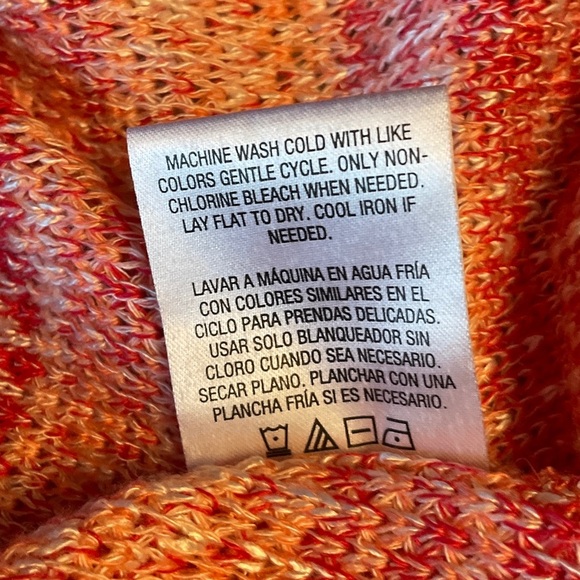 MACHINE WASH COLD WITH LIKE
COLORS GENTLE CYCLE. ONLY NON-
CHLORINE BLEACH WHEN NEEDED.
LAY FLAT TO DRY. COOL IRON IF
NEEDED.
LAVAR A MÁQUINA EN AGUA FRÍA
CON COLORES SIMILARES EN EL
CICLO PARA PRENDAS DELICADAS.
USAR SOLO BLANQUEADOR SIN
CLORO CUANDO SEA NECESARIO.
SECAR PLANO. PLANCHAR CON UNA
PLANCHA FRÍA SI ES NECESARIO.